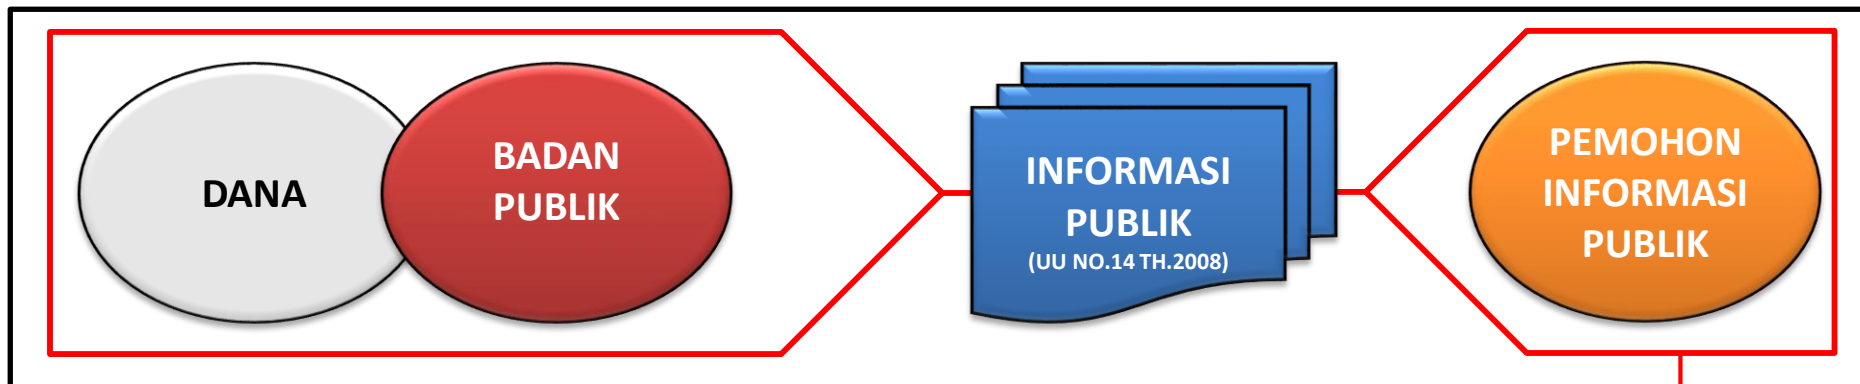 DANA
BADAN
PUBLIK
INFORMASI
PUBLIK
(UU NO.14 TH.2008)
PEMOHON
INFORMASI
PUBLIK